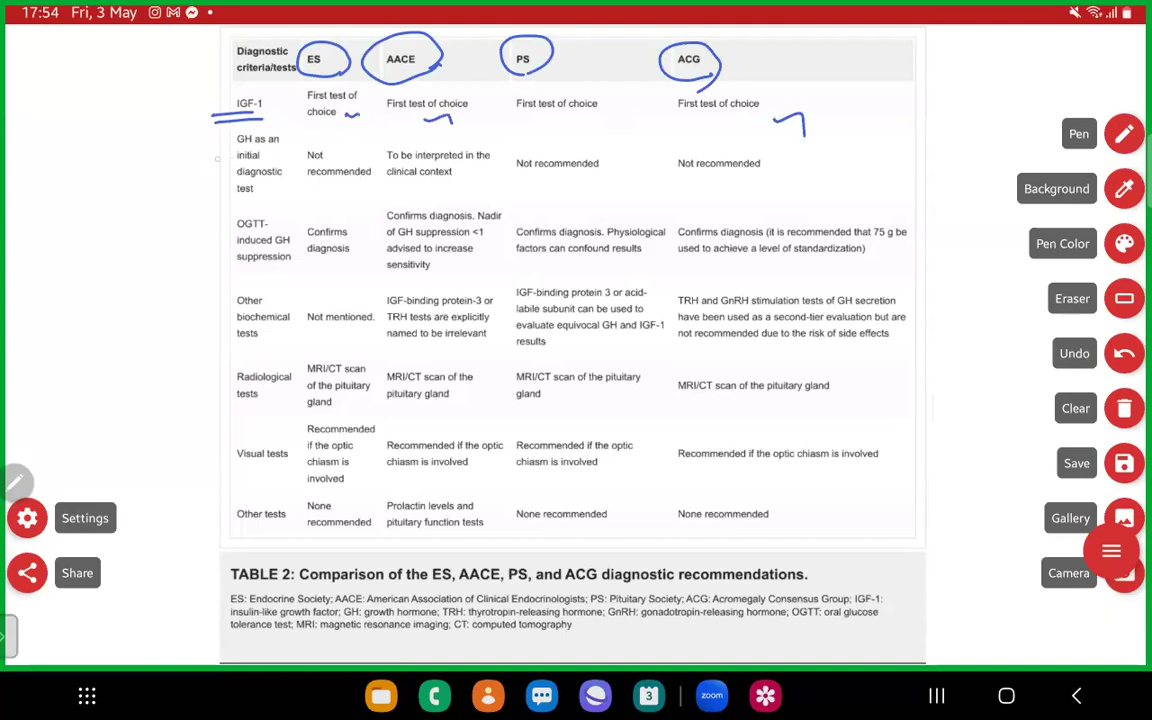 17:54 Fri, 3 May
Diagnostic
criteria/tests
ES
AACE
PS
ACG
IGF-1
First test of
choice
First test of choice
First test of choice
First test of choice
GH as an
initial
diagnostic
test
Not
recommended
To be interpreted in the
clinical context
Not recommended
Not recommended
OGTT-
induced GH
suppression
Confirms
diagnosis
Confirms diagnosis. Nadir
of GH suppression <1
advised to increase
sensitivity
Confirms diagnosis. Physiological
factors can confound results
Confirms diagnosis (it is recommended that 75 g be
used to achieve a level of standardization)
Other
biochemical
tests
Not mentioned.
IGF-binding protein-3 or
TRH tests are explicitly
named to be irrelevant
IGF-binding protein 3 or acid-
labile subunit can be used to
evaluate equivocal GH and IGF-1
results
TRH and GnRH stimulation tests of GH secretion
have been used as a second-tier evaluation but are
not recommended due to the risk of side effects
Radiological
tests
MRI/CT scan
of the pituitary
gland
MRI/CT scan of the
pituitary gland
MRI/CT scan of the pituitary
gland
MRI/CT scan of the pituitary gland
Visual tests
Recommended
if the optic
chiasm is
involved
Recommended if the optic
chiasm is involved
Recommended if the optic
chiasm is involved
Recommended if the optic chiasm is involved
Other tests
None
recommended
Prolactin levels and
pituitary function tests
None recommended
None recommended
TABLE 2: Comparison of the ES, AACE, PS, and ACG diagnostic recommendations.
ES: Endocrine Society; AACE: American Association of Clinical Endocrinologists; PS: Pituitary Society; ACG: Acromegaly Consensus Group; IGF-1:
insulin-like growth factor; GH: growth hormone; TRH: thyrotropin-releasing hormone; GnRH: gonadotropin-releasing hormone; OGTT: oral glucose
tolerance test; MRI: magnetic resonance imaging; CT: computed tomography
Pen
Background
Pen Color
Eraser
Undo
Clear
Save
Gallery
Camera
Settings
Share
3
zoom